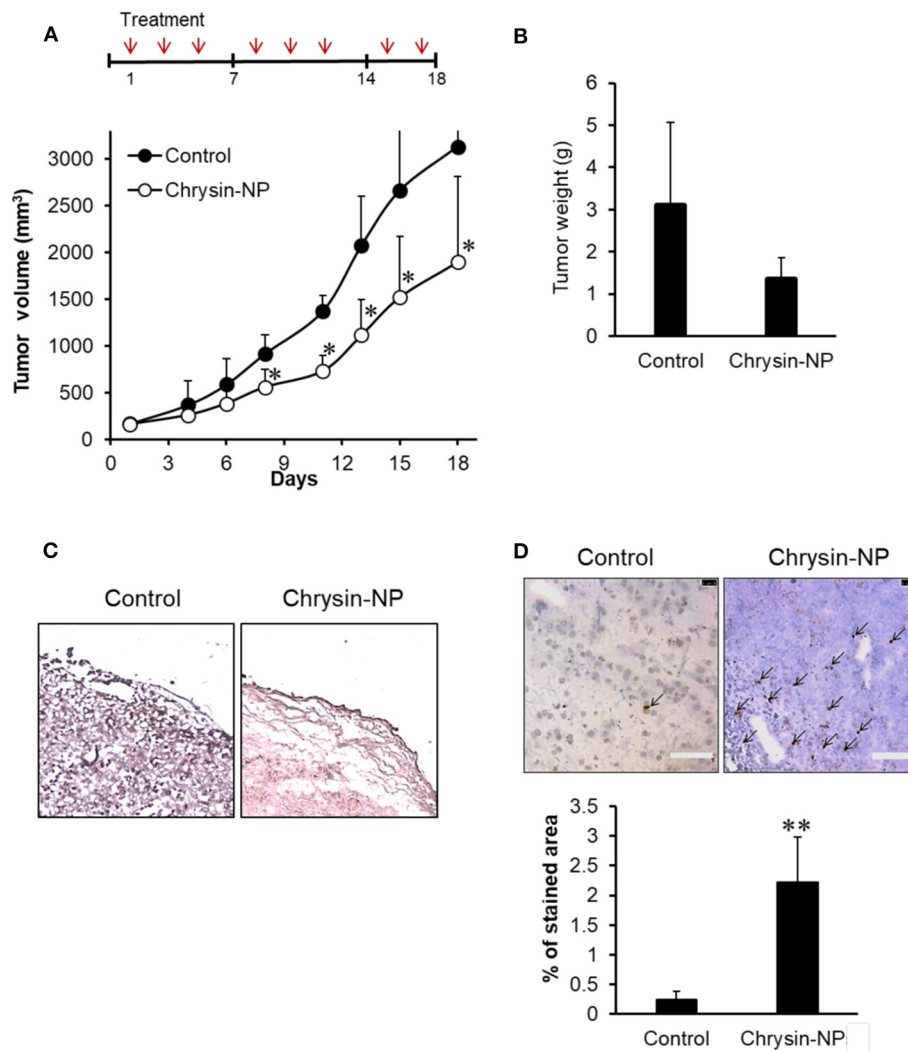 A
Treatment
1
7
14
18
Tumor volume (mm³)
3000
2500
2000
1500
1000
500
0
Control
Chrysin-NP
*
*
*
*
*
0
3
6
9
12
15
18
Days
B
Tumor weight (g)
6
5
4
3
2
1
0
Control
Chrysin-NP
C
Control
Chrysin-NP
D
Control
Chrysin-NP
% of stained area
3.5
3
2.5
2
1.5
1
0.5
0
**
Control
Chrysin-NP